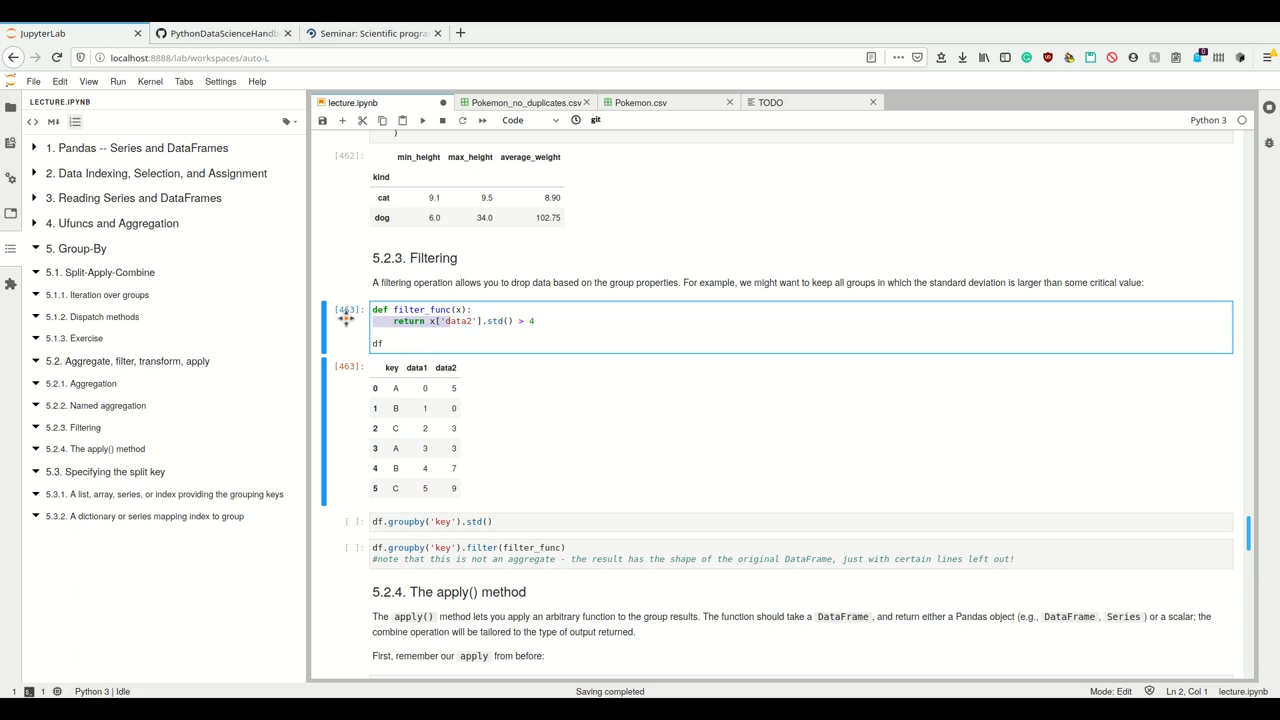 JupyterLab
PythonDataScienceHandb
Seminar: Scientific progra
localhost:8888/lab/workspaces/auto-L
0
File Edit View Run Kernel Tabs Settings Help
LECTURE.IPYNB
1. Pandas -- Series and DataFrames
2. Data Indexing, Selection, and Assignment
3. Reading Series and DataFrames
4. Ufuncs and Aggregation
5. Group-By
5.1. Split-Apply-Combine
5.1.1. Iteration over groups
5.1.2. Dispatch methods
5.1.3. Exercise
5.2. Aggregate, filter, transform, apply
5.2.1. Aggregation
5.2.2. Named aggregation
5.2.3. Filtering
5.2.4. The apply() method
5.3. Specifying the split key
5.3.1. A list, array, series, or index providing the grouping keys
5.3.2. A dictionary or series mapping index to group
lecture.ipynb
Pokemon_no_duplicates.csv
Pokemon.csv
TODO
Code
git
Python 3
)
[462]:
min_height max_height average_weight
kind
cat 9.1 9.5 8.90
dog 6.0 34.0 102.75
5.2.3. Filtering
A filtering operation allows you to drop data based on the group properties. For example, we might want to keep all groups in which the standard deviation is larger than some critical value:
[463]:
def filter_func(x):
return x['data2'].std() > 4
df
[463]:
key data1 data2
0 A 0 5
1 B 1 0
2 C 2 3
3 A 3 3
4 B 4 7
5 C 5 9
[ ]: df.groupby('key').std()
[ ]: df.groupby('key').filter(filter_func)
#note that this is not an aggregate - the result has the shape of the original DataFrame, just with certain lines left out!
5.2.4. The apply() method
The apply() method lets you apply an arbitrary function to the group results. The function should take a DataFrame , and return either a Pandas object (e.g., DataFrame , Series ) or a scalar; the
combine operation will be tailored to the type of output returned.
First, remember our apply from before:
1 1 Python 3 | Idle
Saving completed
Mode: Edit
Ln 2, Col 1 lecture.ipynb